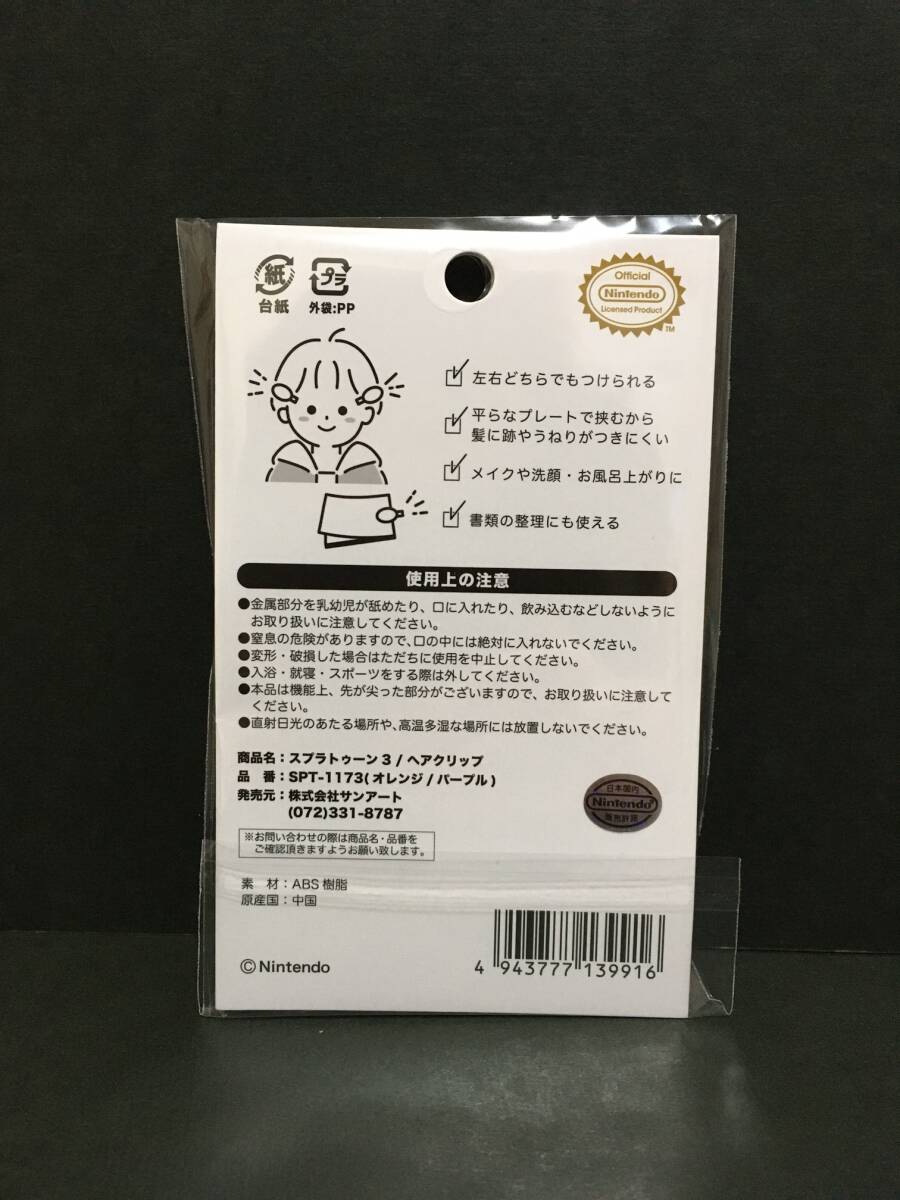 紙
プラ
台紙
外袋:PP
Official
Nintendo
Licensed Product
TM
左右どちらでもつけられる
平らなプレートで挟むから
髪に跡やうねりがつきにくい
メイクや洗顔・お風呂上がりに
書類の整理にも使える
使用上の注意
●金属部分を乳幼児が舐めたり、口に入れたり、飲み込むなどしないように
お取り扱いに注意してください。
●窒息の危険がありますので、口の中には絶対に入れないでください。
●変形・破損した場合はただちに使用を中止してください。
●入浴・就寝・スポーツをする際は外してください。
●本品は機能上、先が尖った部分がございますので、お取り扱いに注意して
ください。
●直射日光のあたる場所や、高温多湿な場所には放置しないでください。
商品名：スプラトゥーン3 / ヘアクリップ
品　番：SPT-1173(オレンジ/パープル)
発売元：株式会社サンアート
(072)331-8787
日本国内
Nintendo
販売許諾
※お問い合わせの際は商品名・品番を
ご確認頂きますようお願い致します。
素　材：ABS樹脂
原産国：中国
©Nintendo
4 943777 139916